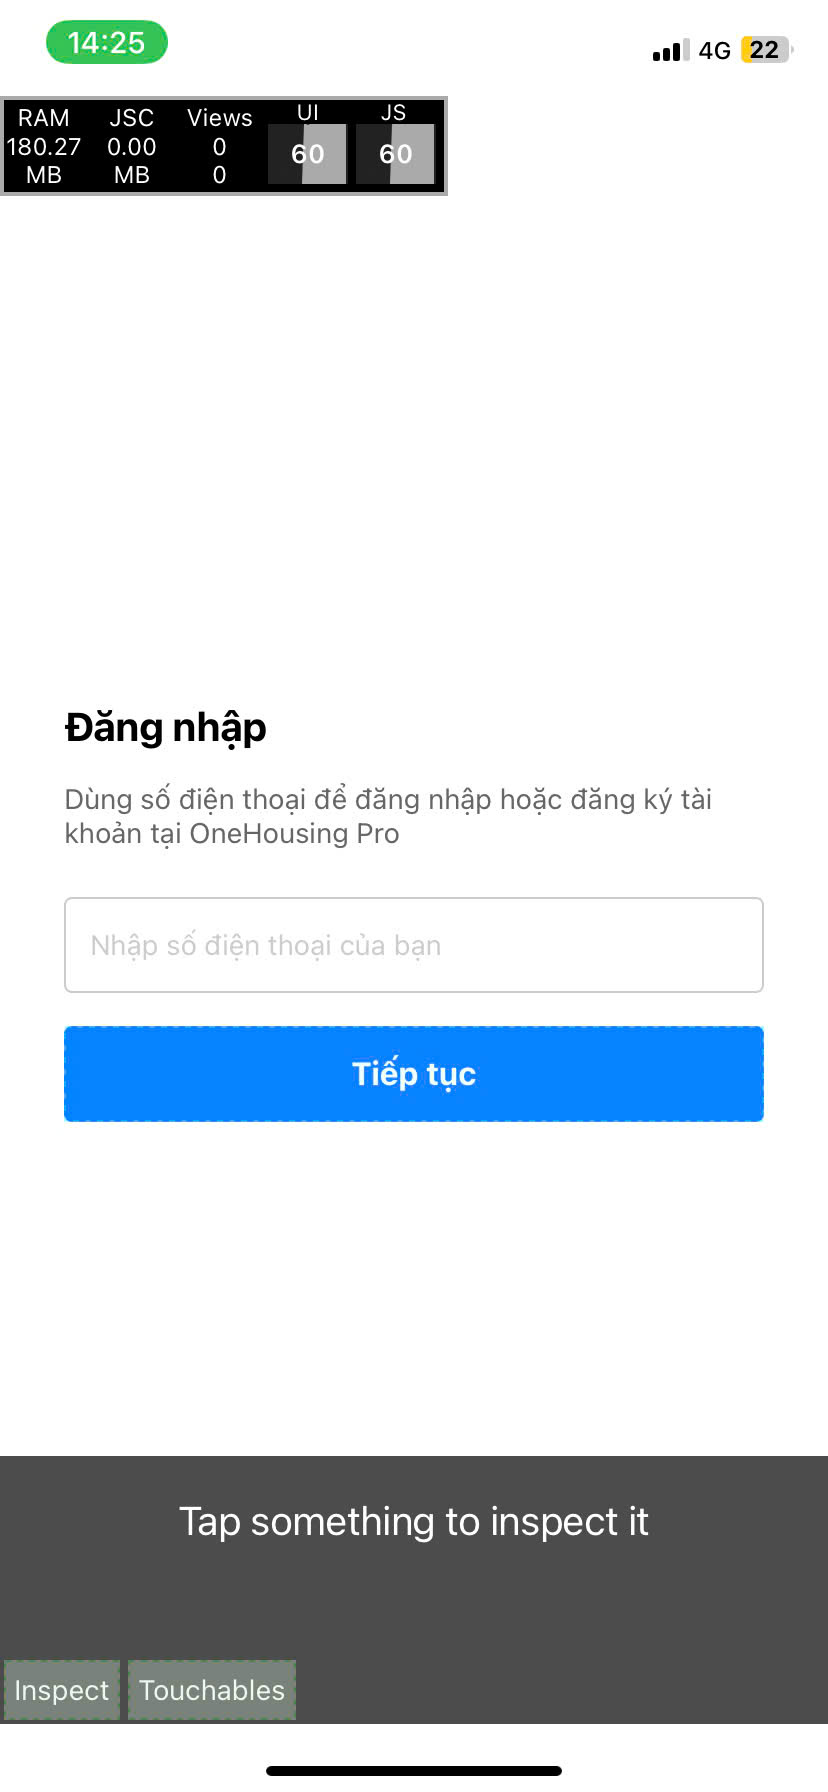 14:25
4G 22
RAM JSC Views UI JS
180.27 0.00 0 60 60
MB MB 0
Đăng nhập
Dùng số điện thoại để đăng nhập hoặc đăng ký tài
khoản tại OneHousing Pro
Nhập số điện thoại của bạn
Tiếp tục
Tap something to inspect it
Inspect Touchables